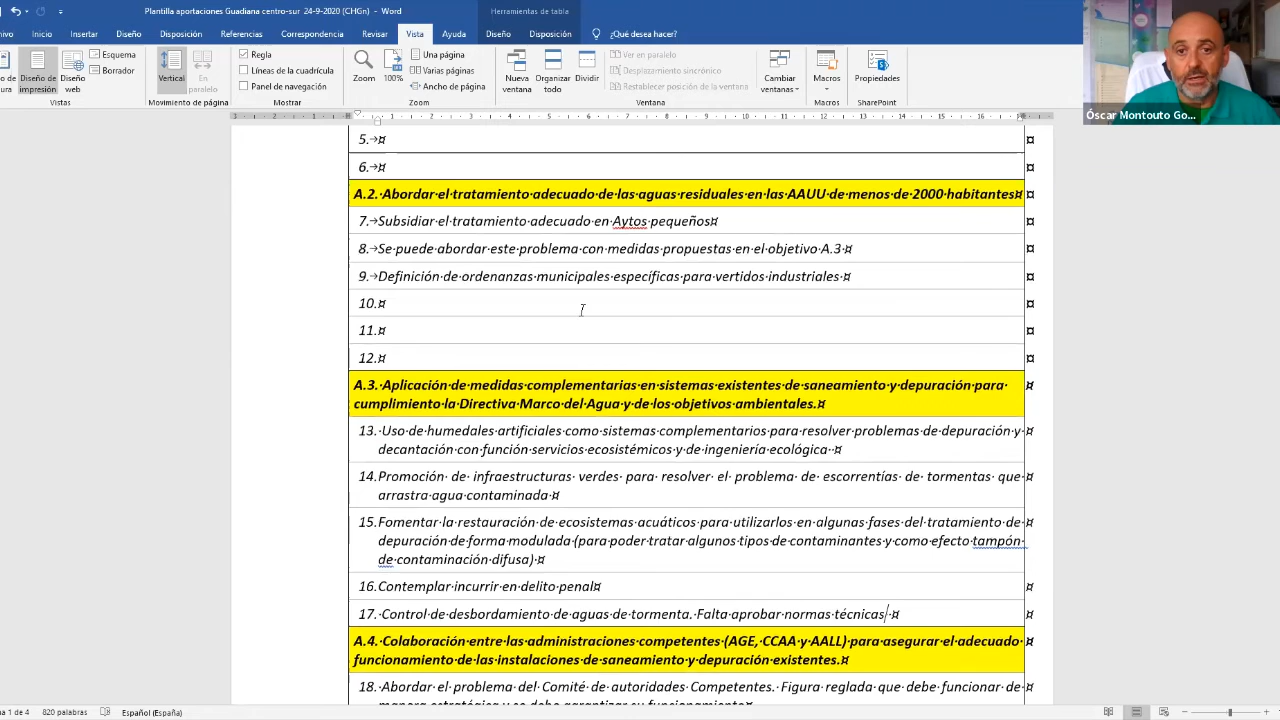 Plantilla aportaciones Guadiana centro-sur 24-9-2020 (CHGn) - Word
Herramientas de tabla
Inicio Insertar Diseño Disposición Referencias Correspondencia Revisar Vista Ayuda Diseño Disposición ¿Qué desea hacer?
Diseño de impresión
Diseño web
Esquema
Borrador
Vistas
Vertical
En paralelo
Movimiento de página
Regla
Líneas de la cuadrícula
Panel de navegación
Mostrar
Zoom
100%
Una página
Varias páginas
Ancho de página
Zoom
Nueva ventana
Organizar todo
Dividir
Ver en paralelo
Desplazamiento sincrónico
Restablecer posición de la ventana
Ventana
Cambiar ventanas
Macros
Macros
Propiedades
SharePoint
Óscar Montouto Go...
5.→¤
6.→¤
A.2.·Abordar·el·tratamiento·adecuado·de·las·aguas·residuales·en·las·AAUU·de·menos·de·2000·habitantes¤
7.→Subsidiar·el·tratamiento·adecuado·en·Aytos·pequeños¤
8.→Se·puede·abordar·este·problema·con·medidas·propuestas·en·el·objetivo·A.3·¤
9.→Definición·de·ordenanzas·municipales·específicas·para·vertidos·industriales·¤
10.¤
11.¤
12.¤
A.3.·Aplicación·de·medidas·complementarias·en·sistemas·existentes·de·saneamiento·y·depuración·para·
cumplimiento·la·Directiva·Marco·del·Agua·y·de·los·objetivos·ambientales.¤
13.·Uso·de·humedales·artificiales·como·sistemas·complementarios·para·resolver·problemas·de·depuración·y·
decantación·con·función·servicios·ecosistémicos·y·de·ingeniería·ecológica··¤
14.Promoción·de·infraestructuras·verdes·para·resolver·el·problema·de·escorrentías·de·tormentas·que·
arrastra·agua·contaminada·¤
15.Fomentar·la·restauración·de·ecosistemas·acuáticos·para·utilizarlos·en·algunas·fases·del·tratamiento·de·
depuración·de·forma·modulada·(para·poder·tratar·algunos·tipos·de·contaminantes·y·como·efecto·tampón·
de·contaminación·difusa)·¤
16.Contemplar·incurrir·en·delito·penal¤
17.·Control·de·desbordamiento·de·aguas·de·tormenta.·Falta·aprobar·normas·técnicas·¤
A.4.·Colaboración·entre·las·administraciones·competentes·(AGE,·CCAA·y·AALL)·para·asegurar·el·adecuado·
funcionamiento·de·las·instalaciones·de·saneamiento·y·depuración·existentes.¤
18.·Abordar·el·problema·del·Comité·de·autoridades·Competentes.·Figura·reglada·que·debe·funcionar·de·
manera·estratégica·y·se·debe·garantizar·su·funcionamiento¤
1 de 4 820 palabras Español (España)